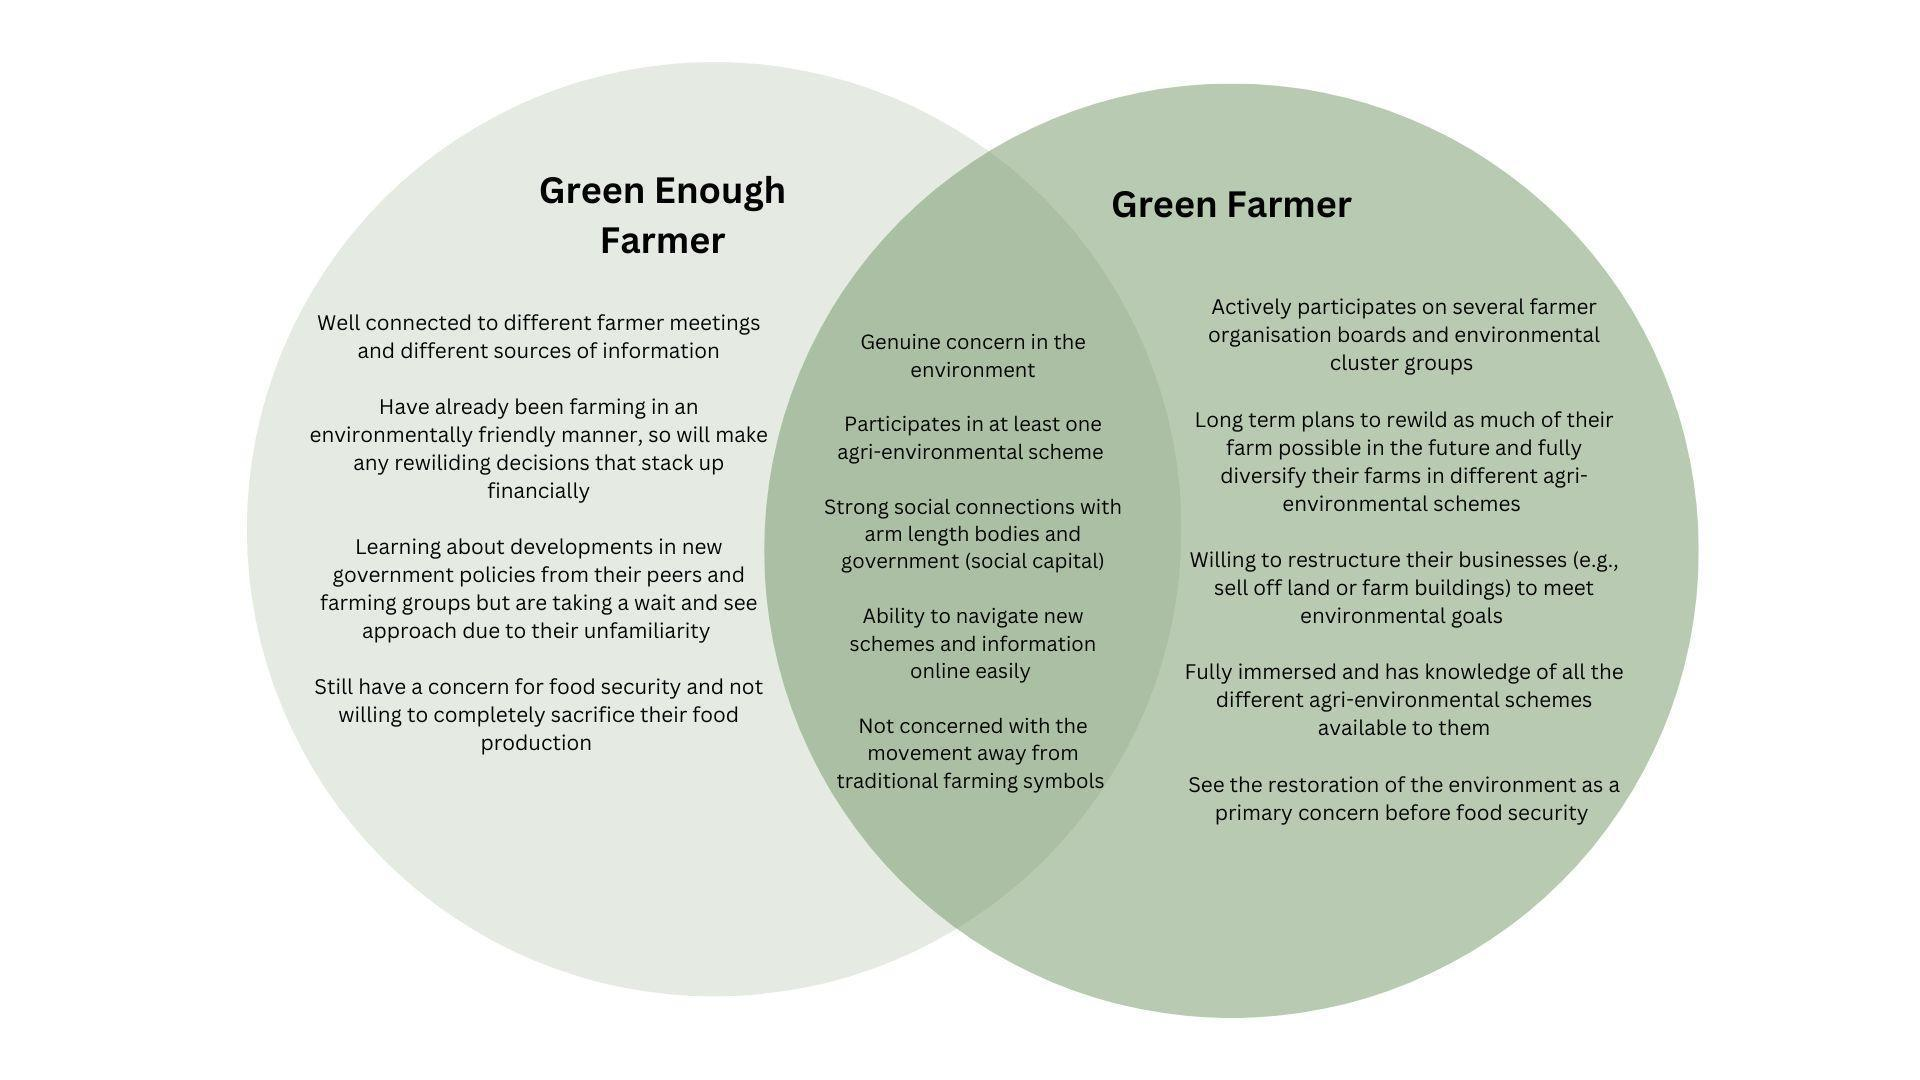 Green Enough
Farmer
Well connected to different farmer meetings
and different sources of information
Have already been farming in an
environmentally friendly manner, so will make
any rewiliding decisions that stack up
financially
Learning about developments in new
government policies from their peers and
farming groups but are taking a wait and see
approach due to their unfamiliarity
Still have a concern for food security and not
willing to completely sacrifice their food
production
Genuine concern in the
environment
Participates in at least one
agri-environmental scheme
Strong social connections with
arm length bodies and
government (social capital)
Ability to navigate new
schemes and information
online easily
Not concerned with the
movement away from
traditional farming symbols
Green Farmer
Actively participates on several farmer
organisation boards and environmental
cluster groups
Long term plans to rewild as much of their
farm possible in the future and fully
diversify their farms in different agri-
environmental schemes
Willing to restructure their businesses (e.g.,
sell off land or farm buildings) to meet
environmental goals
Fully immersed and has knowledge of all the
different agri-environmental schemes
available to them
See the restoration of the environment as a
primary concern before food security